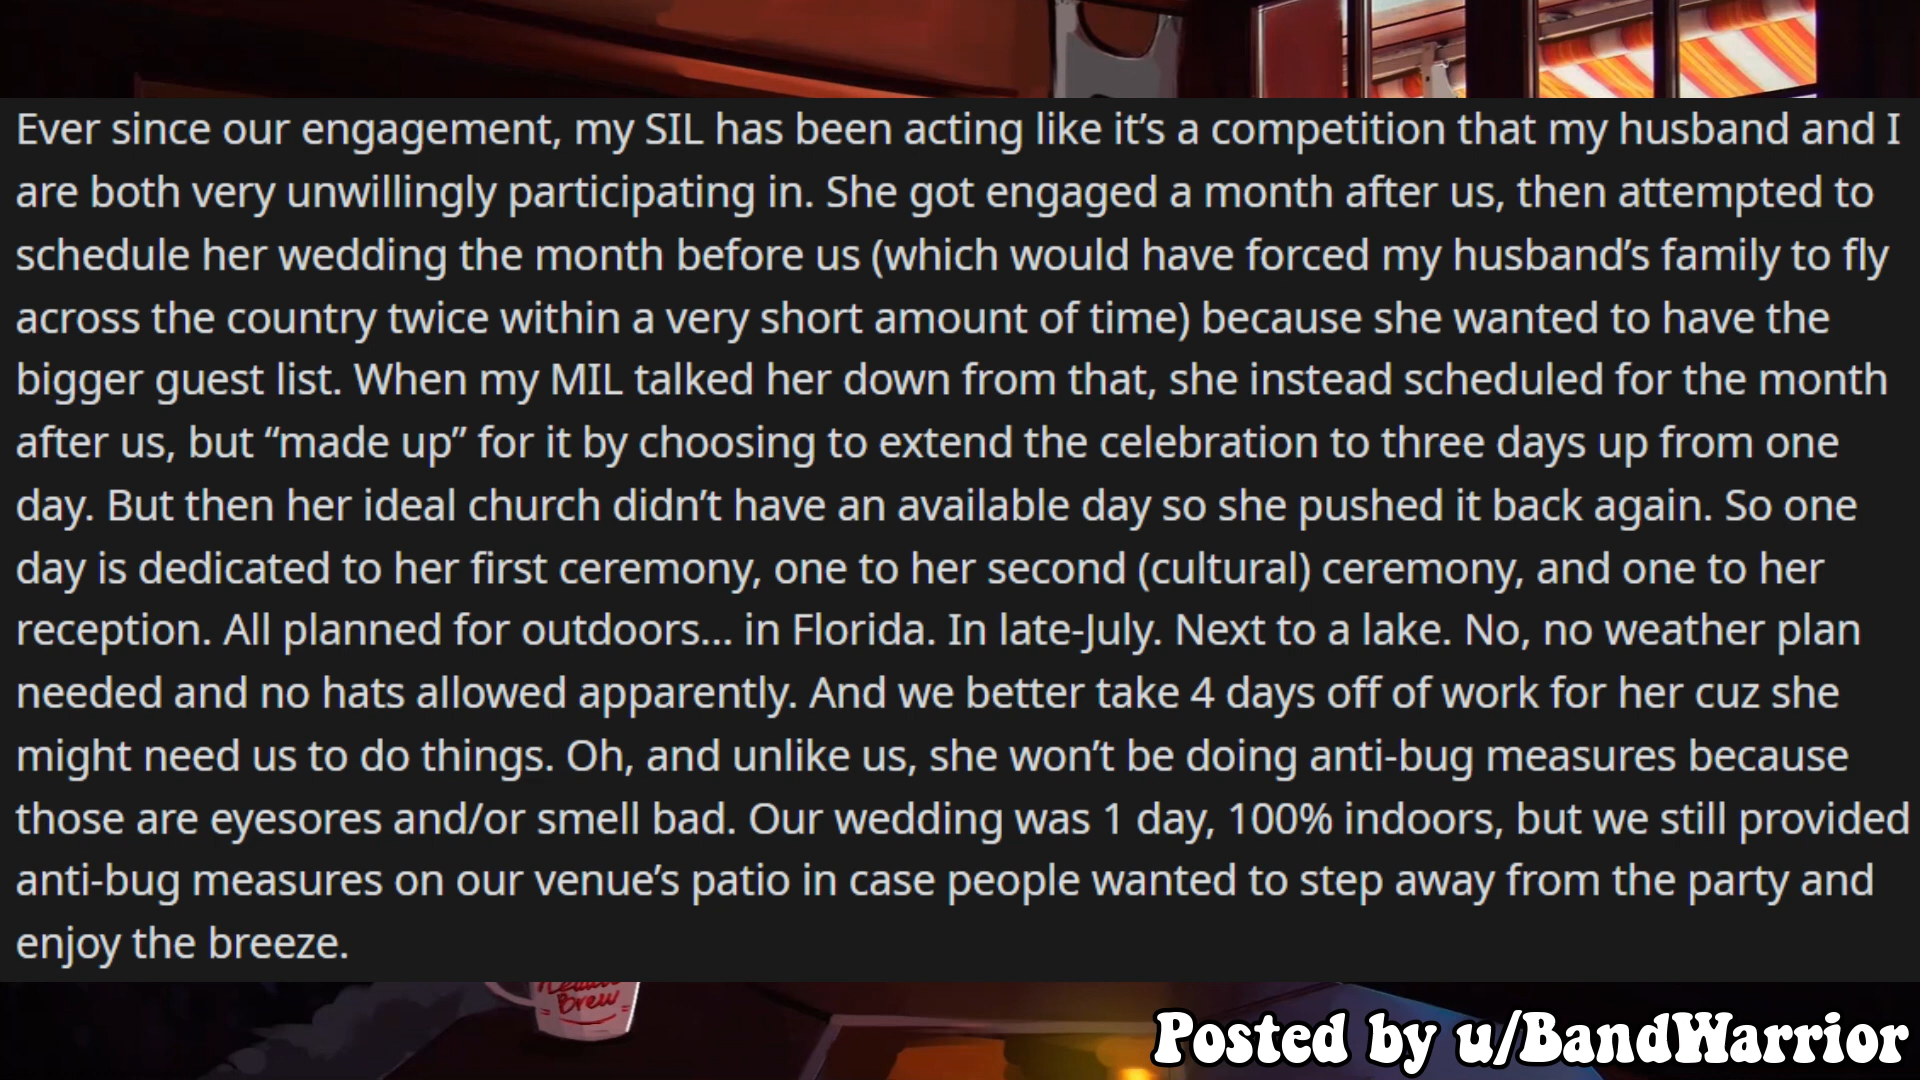 Ever since our engagement, my SIL has been acting like it’s a competition that my husband and I
are both very unwillingly participating in. She got engaged a month after us, then attempted to
schedule her wedding the month before us (which would have forced my husband’s family to fly
across the country twice within a very short amount of time) because she wanted to have the
bigger guest list. When my MIL talked her down from that, she instead scheduled for the month
after us, but “made up” for it by choosing to extend the celebration to three days up from one
day. But then her ideal church didn’t have an available day so she pushed it back again. So one
day is dedicated to her first ceremony, one to her second (cultural) ceremony, and one to her
reception. All planned for outdoors... in Florida. In late-July. Next to a lake. No, no weather plan
needed and no hats allowed apparently. And we better take 4 days off of work for her cuz she
might need us to do things. Oh, and unlike us, she won’t be doing anti-bug measures because
those are eyesores and/or smell bad. Our wedding was 1 day, 100% indoors, but we still provided
anti-bug measures on our venue’s patio in case people wanted to step away from the party and
enjoy the breeze.
Brew
Posted by u/BandWarrior